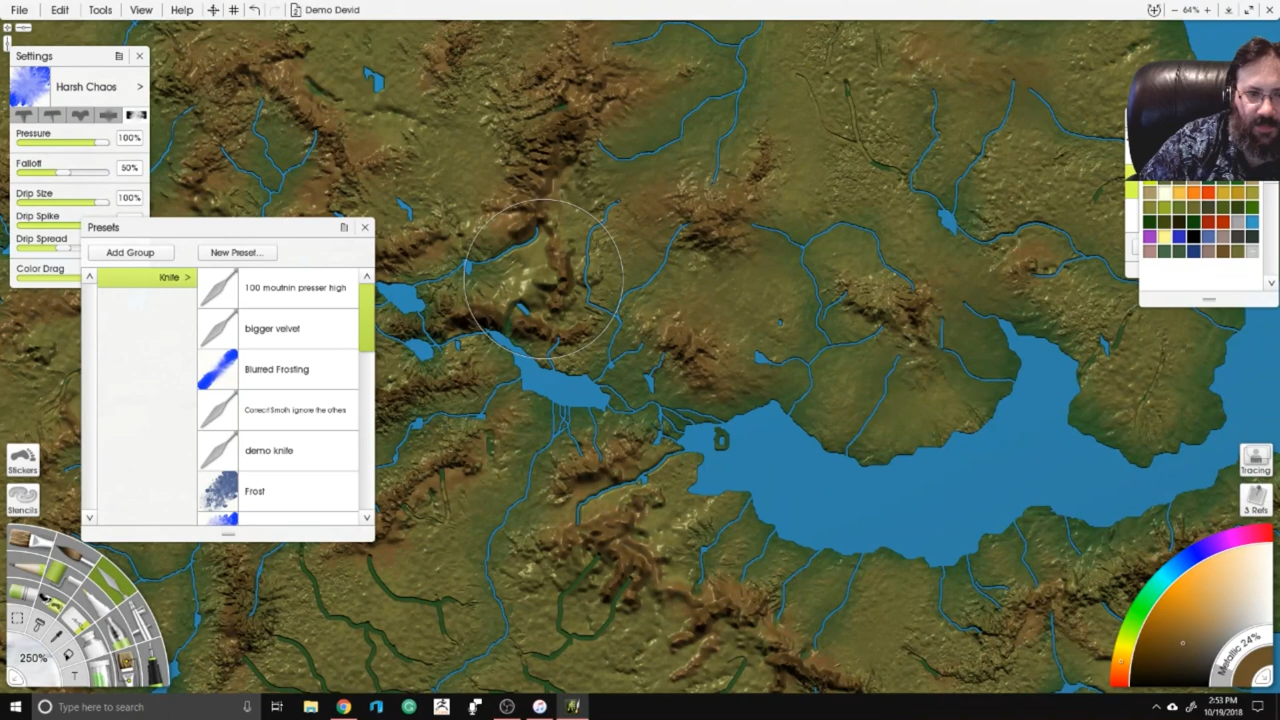 File Edit Tools View Help Demo Devid 64%
Settings
Harsh Chaos >
Pressure 100%
Falloff 50%
Drip Size 100%
Drip Spike
Drip Spread
Color Drag
Presets
Add Group New Preset...
Knife >
100 moutnin presser high
bigger velvet
Blurred Frosting
Correct Smoth ignore the othes
demo knife
Frost
Stickers
Stencils
250%
T
Tracing
3 Refs
Metallic 24%
Type here to search
2:53 PM
10/19/2018